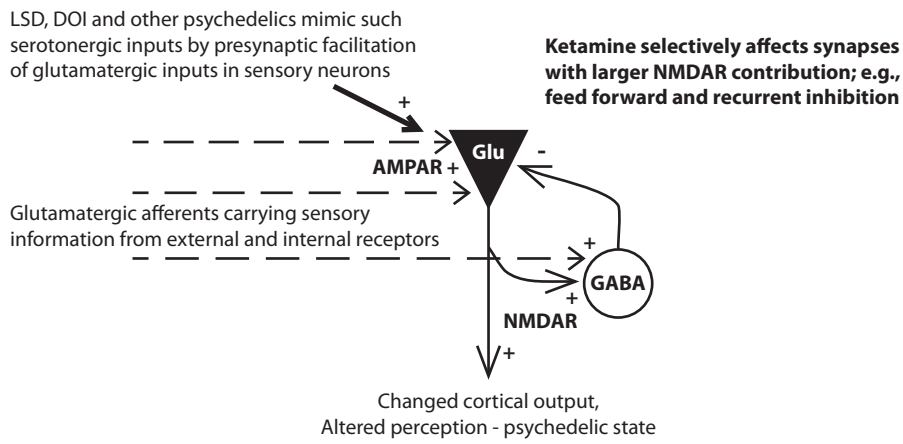 LSD, DOI and other psychedelics mimic such
serotonergic inputs by presynaptic facilitation
of glutamatergic inputs in sensory neurons
Ketamine selectively affects synapses
with larger NMDAR contribution; e.g.,
feed forward and recurrent inhibition
+
Glu
-
AMPAR +
Glutamatergic afferents carrying sensory
information from external and internal receptors
+
GABA
+
NMDAR
+
Changed cortical output,
Altered perception - psychedelic state